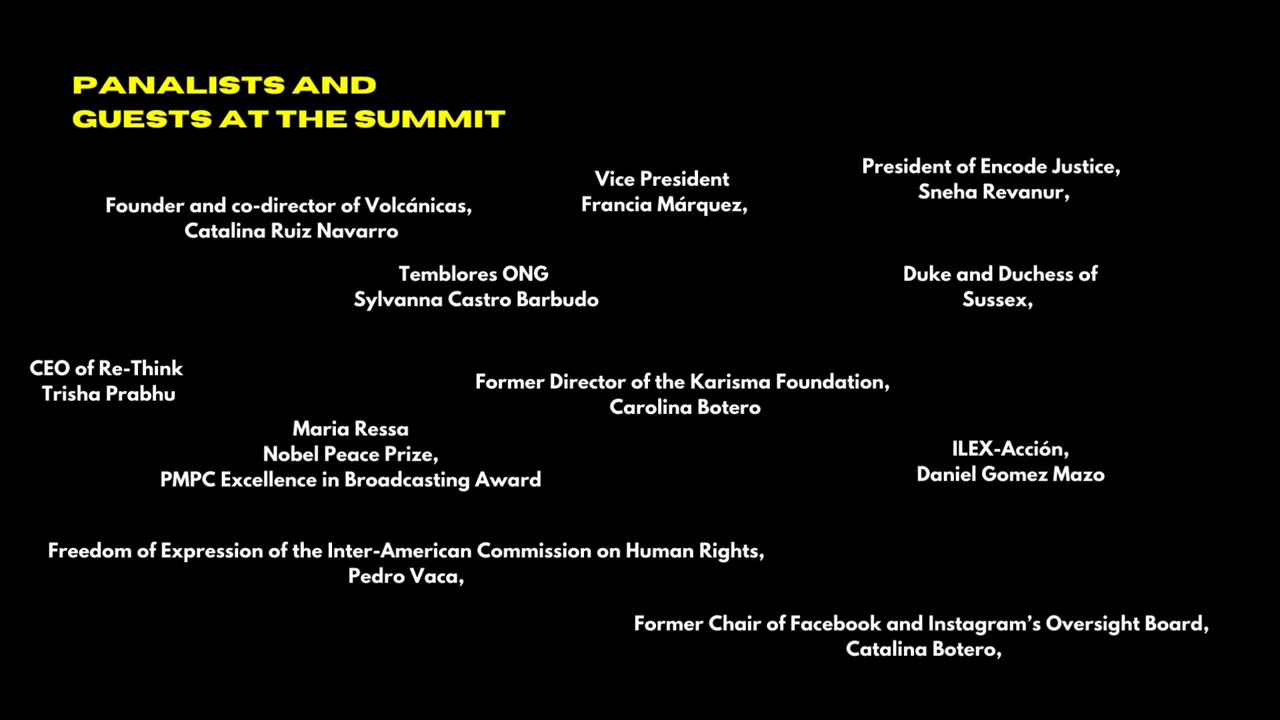 PANALISTS AND
GUESTS AT THE SUMMIT
Founder and co-director of Volcánicas,
Catalina Ruiz Navarro
Vice President
Francia Márquez,
President of Encode Justice,
Sneha Revanur,
Temblores ONG
Sylvanna Castro Barbudo
Duke and Duchess of
Sussex,
CEO of Re-Think
Trisha Prabhu
Former Director of the Karisma Foundation,
Carolina Botero
Maria Ressa
Nobel Peace Prize,
PMPC Excellence in Broadcasting Award
ILEX-Acción,
Daniel Gomez Mazo
Freedom of Expression of the Inter-American Commission on Human Rights,
Pedro Vaca,
Former Chair of Facebook and Instagram’s Oversight Board,
Catalina Botero,